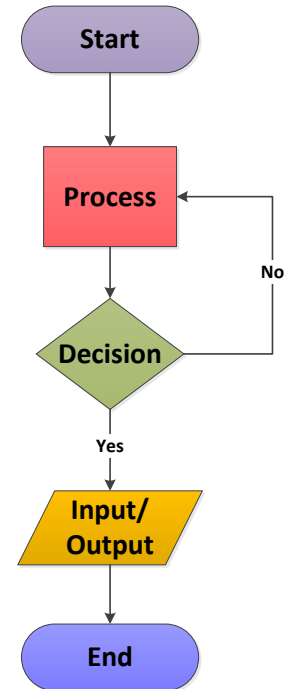 Start
Process
No
Decision
Yes
Input/
Output
End